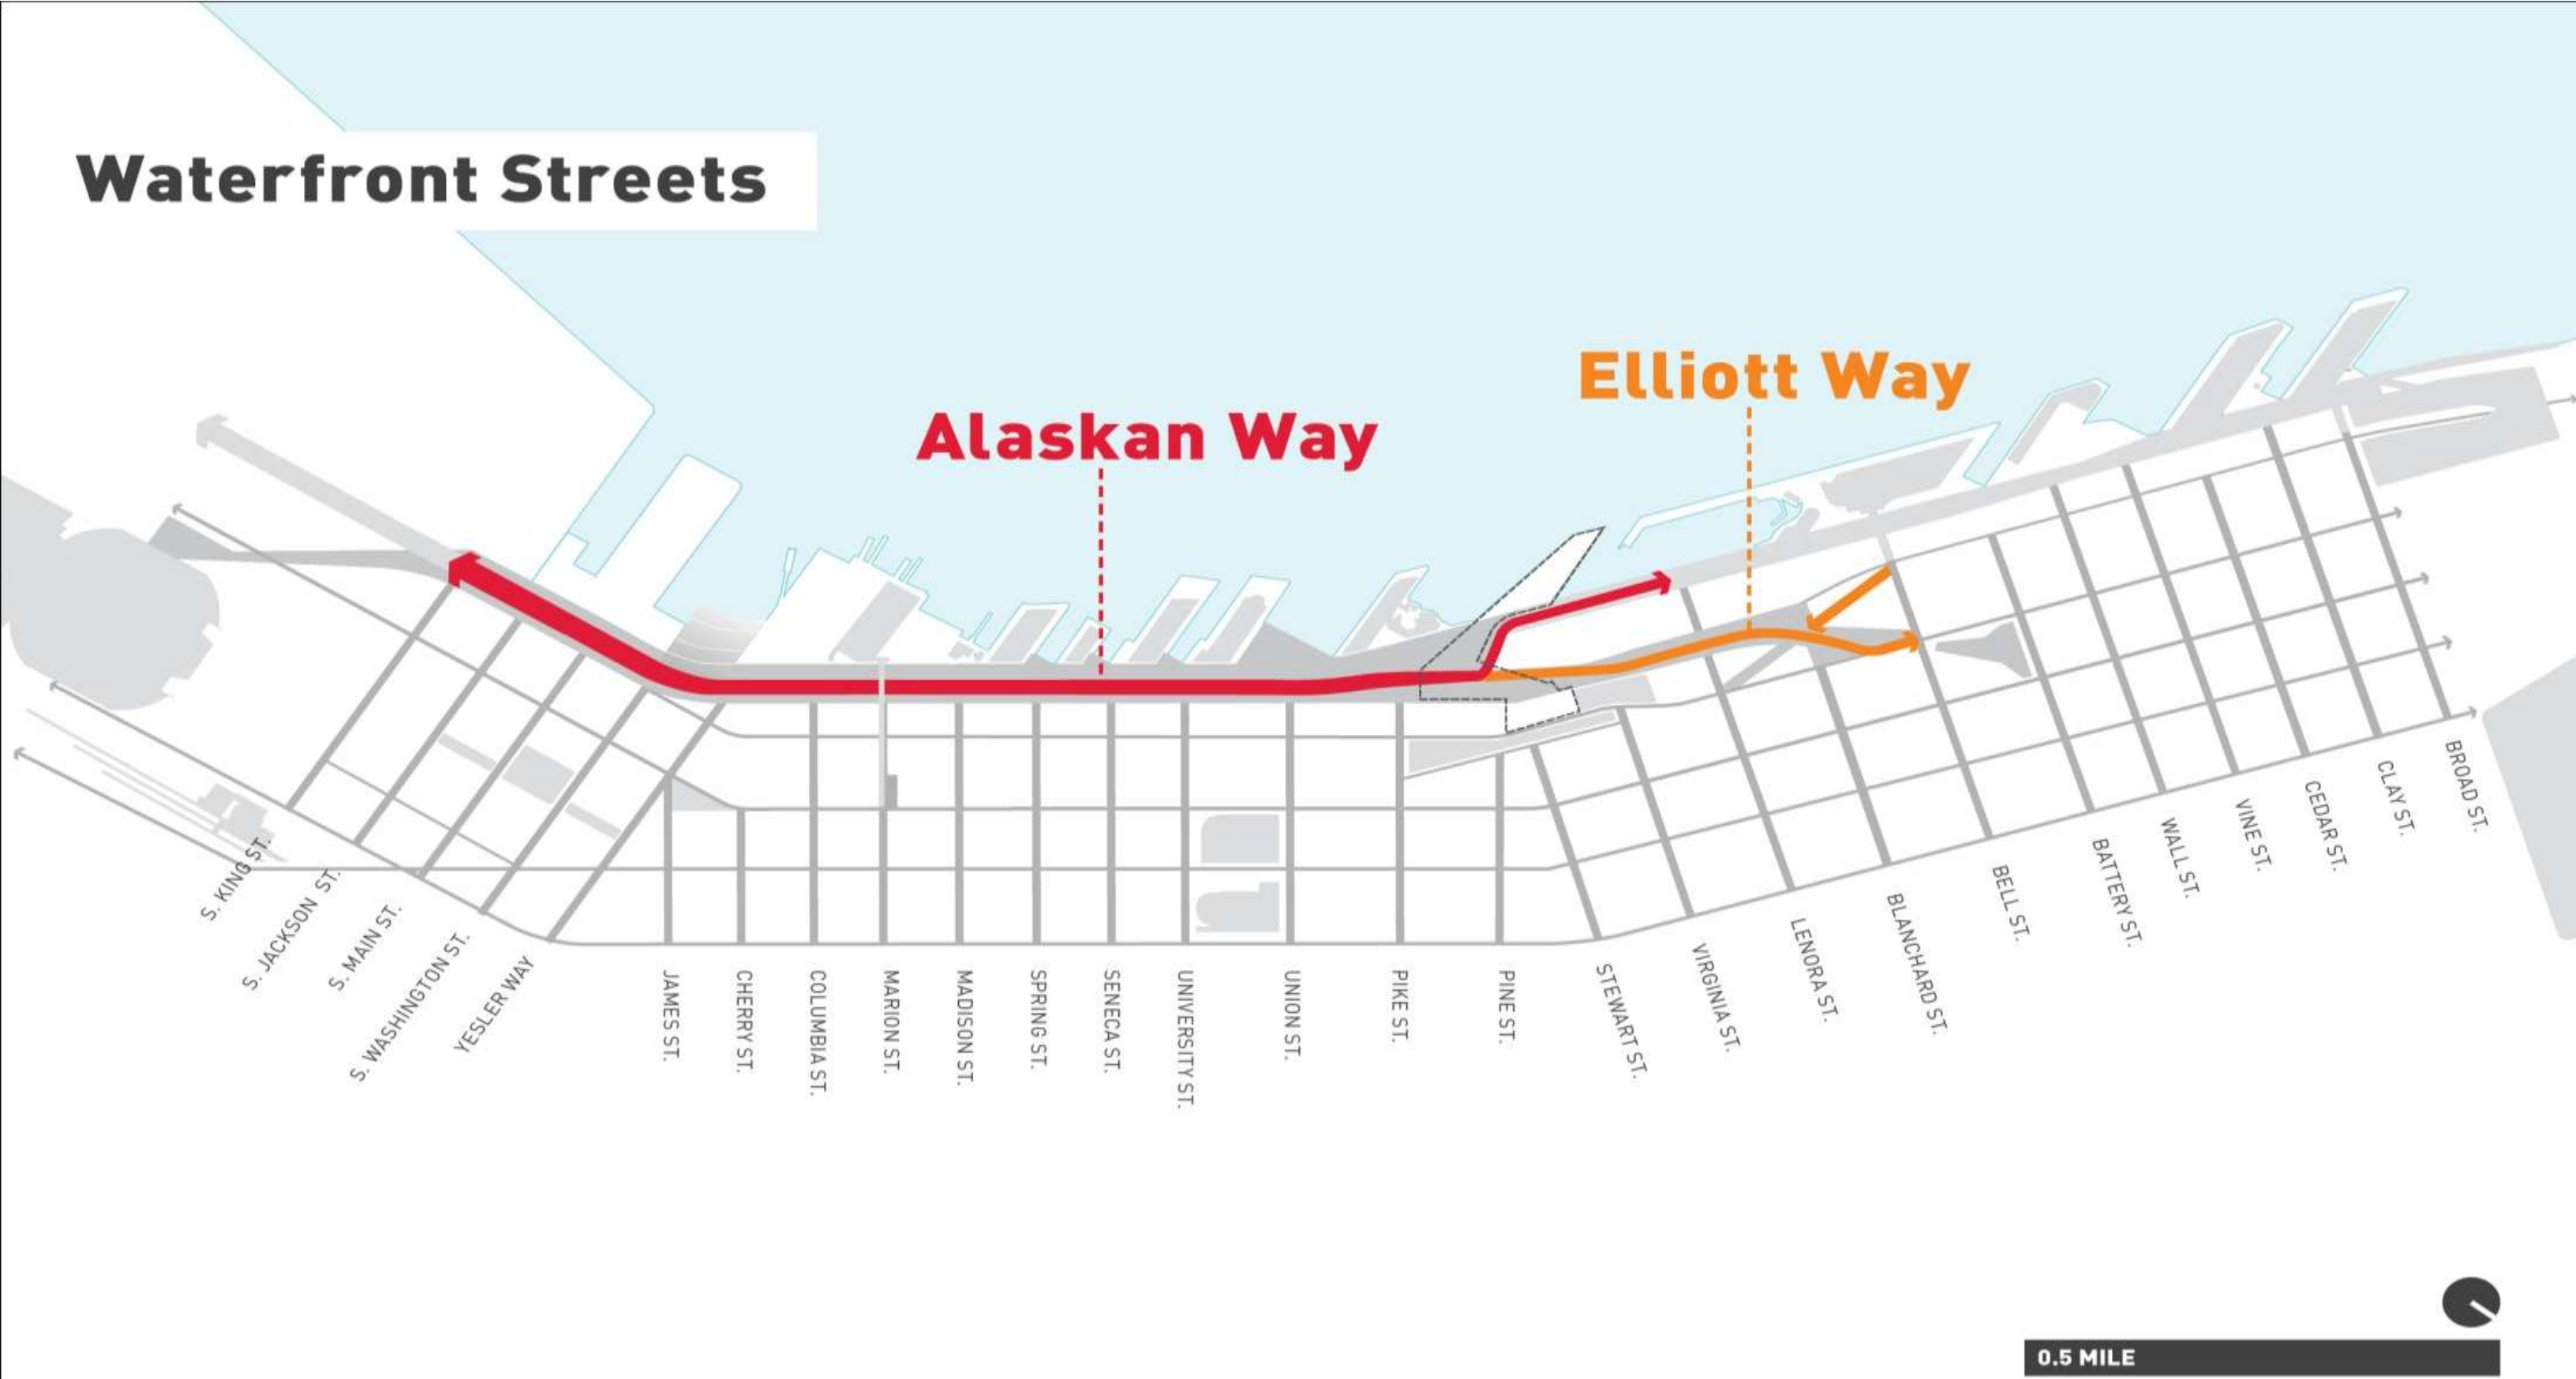 Waterfront Streets
Elliott Way
Alaskan Way
S. KING ST.
S. JACKSON ST.
S. MAIN ST.
S. WASHINGTON ST.
YESLER WAY
JAMES ST.
CHERRY ST.
COLUMBIA ST.
MARION ST.
MADISON ST.
SPRING ST.
SENECA ST.
UNIVERSITY ST.
UNION ST.
PIKE ST.
PINE ST.
STEWART ST.
VIRGINIA ST.
LENORA ST.
BLANCHARD ST.
BELL ST.
BATTERY ST.
WALL ST.
VINE ST.
CEDAR ST.
CLAY ST.
BROAD ST.
0.5 MILE